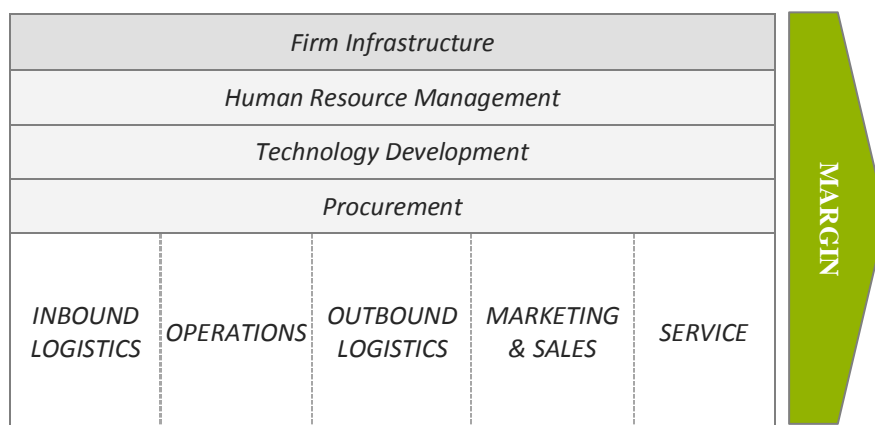 Firm Infrastructure
Human Resource Management
Technology Development
Procurement
INBOUND
LOGISTICS
OPERATIONS
OUTBOUND
LOGISTICS
MARKETING
& SALES
SERVICE
MARGIN